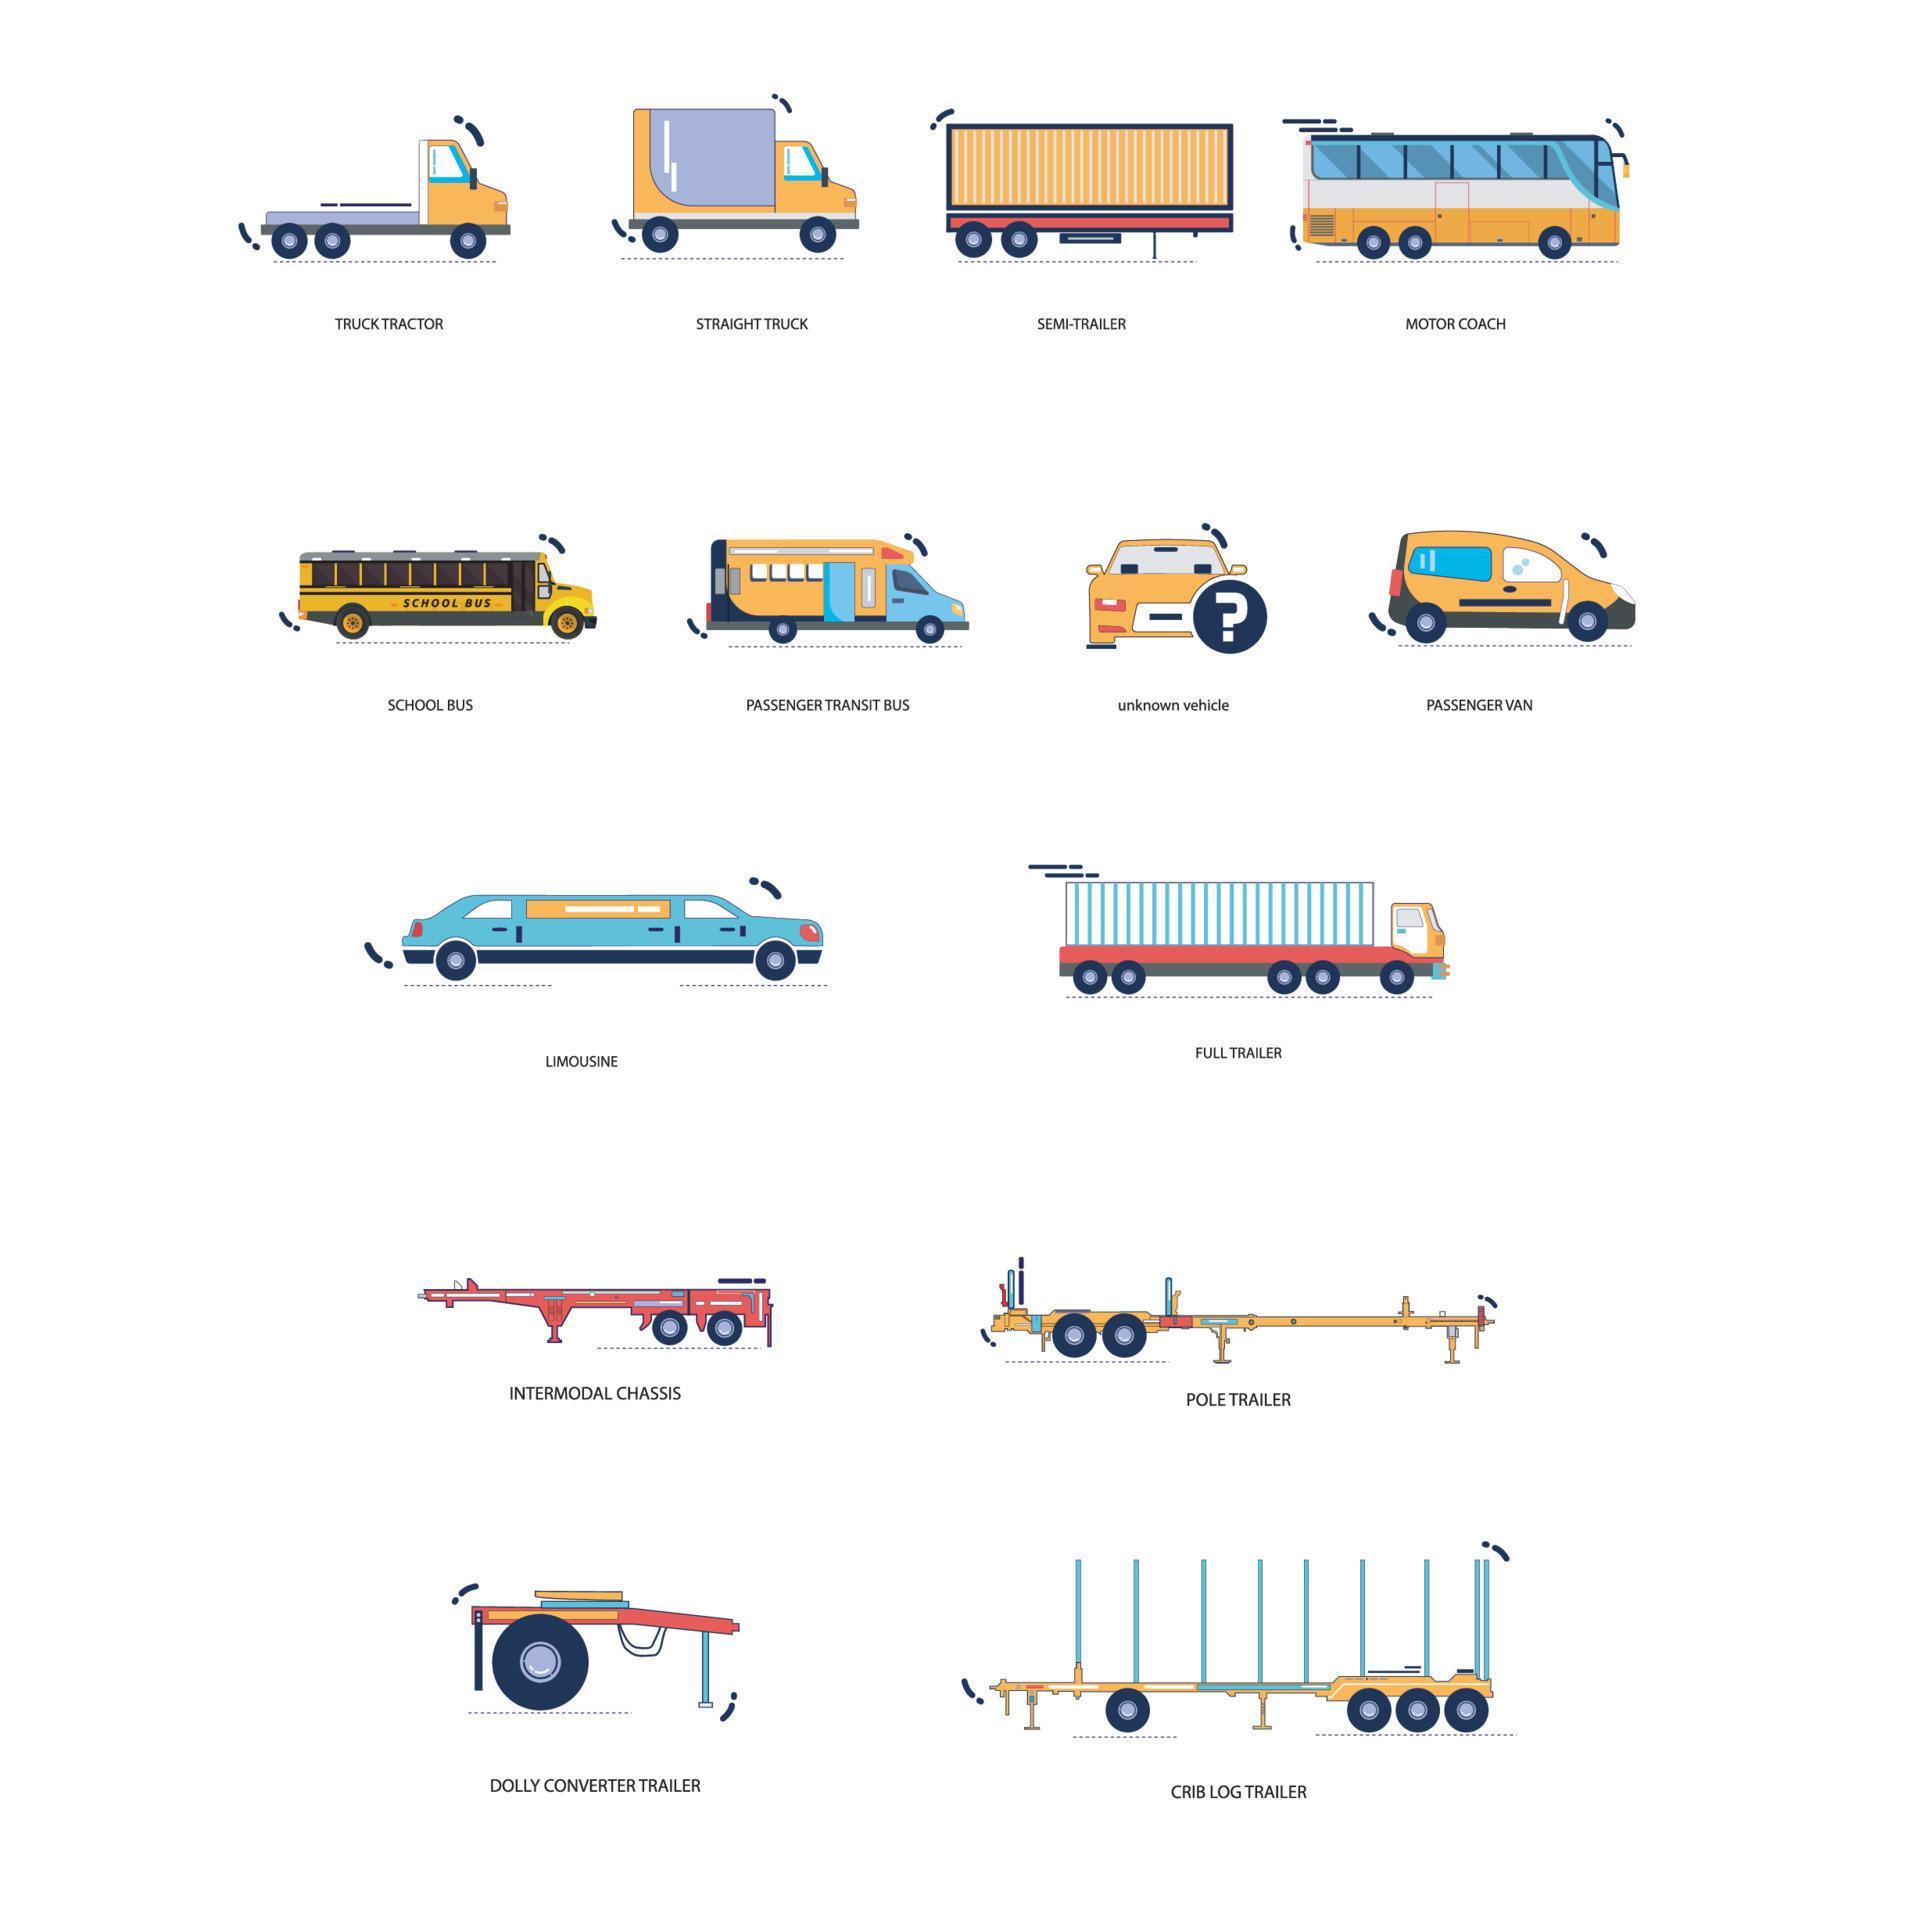 TRUCK TRACTOR
STRAIGHT TRUCK
SEMI-TRAILER
MOTOR COACH
SCHOOL BUS
SCHOOL BUS
PASSENGER TRANSIT BUS
?
unknown vehicle
PASSENGER VAN
LIMOUSINE
FULL TRAILER
INTERMODAL CHASSIS
POLE TRAILER
DOLLY CONVERTER TRAILER
CRIB LOG TRAILER